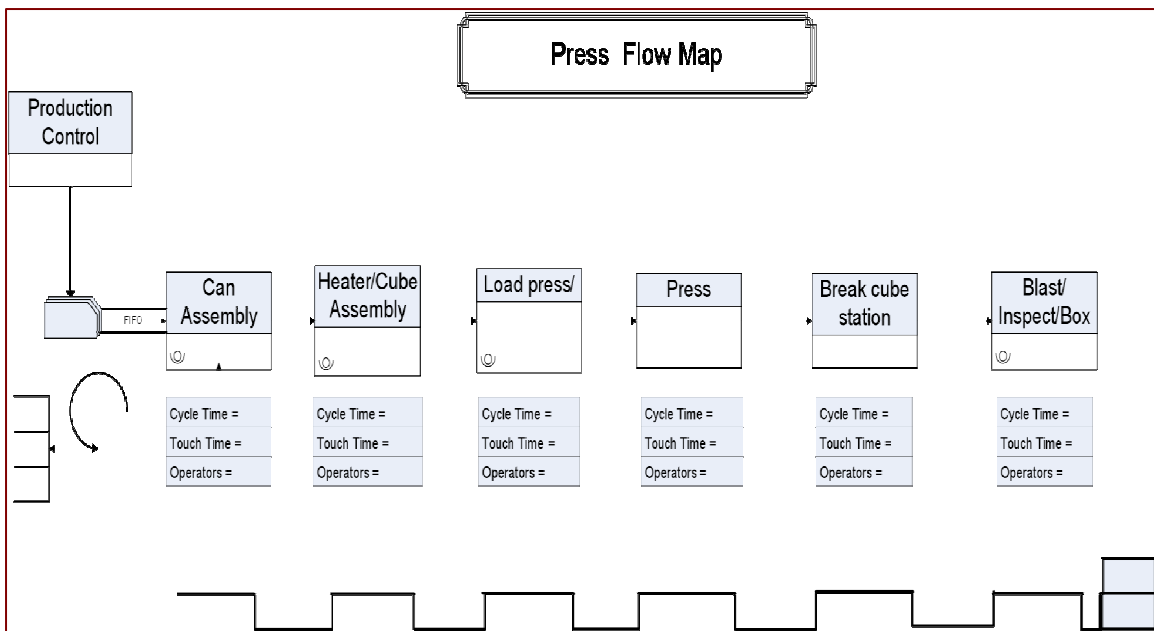 Press Flow Map
Production
Control
FIFO
Can
Assembly
Heater/Cube
Assembly
Load press/
Press
Break cube
station
Blast/
Inspect/Box
Cycle Time =
Touch Time =
Operators =
Cycle Time =
Touch Time =
Operators =
Cycle Time =
Touch Time =
Operators =
Cycle Time =
Touch Time =
Operators =
Cycle Time =
Touch Time =
Operators =
Cycle Time =
Touch Time =
Operators =